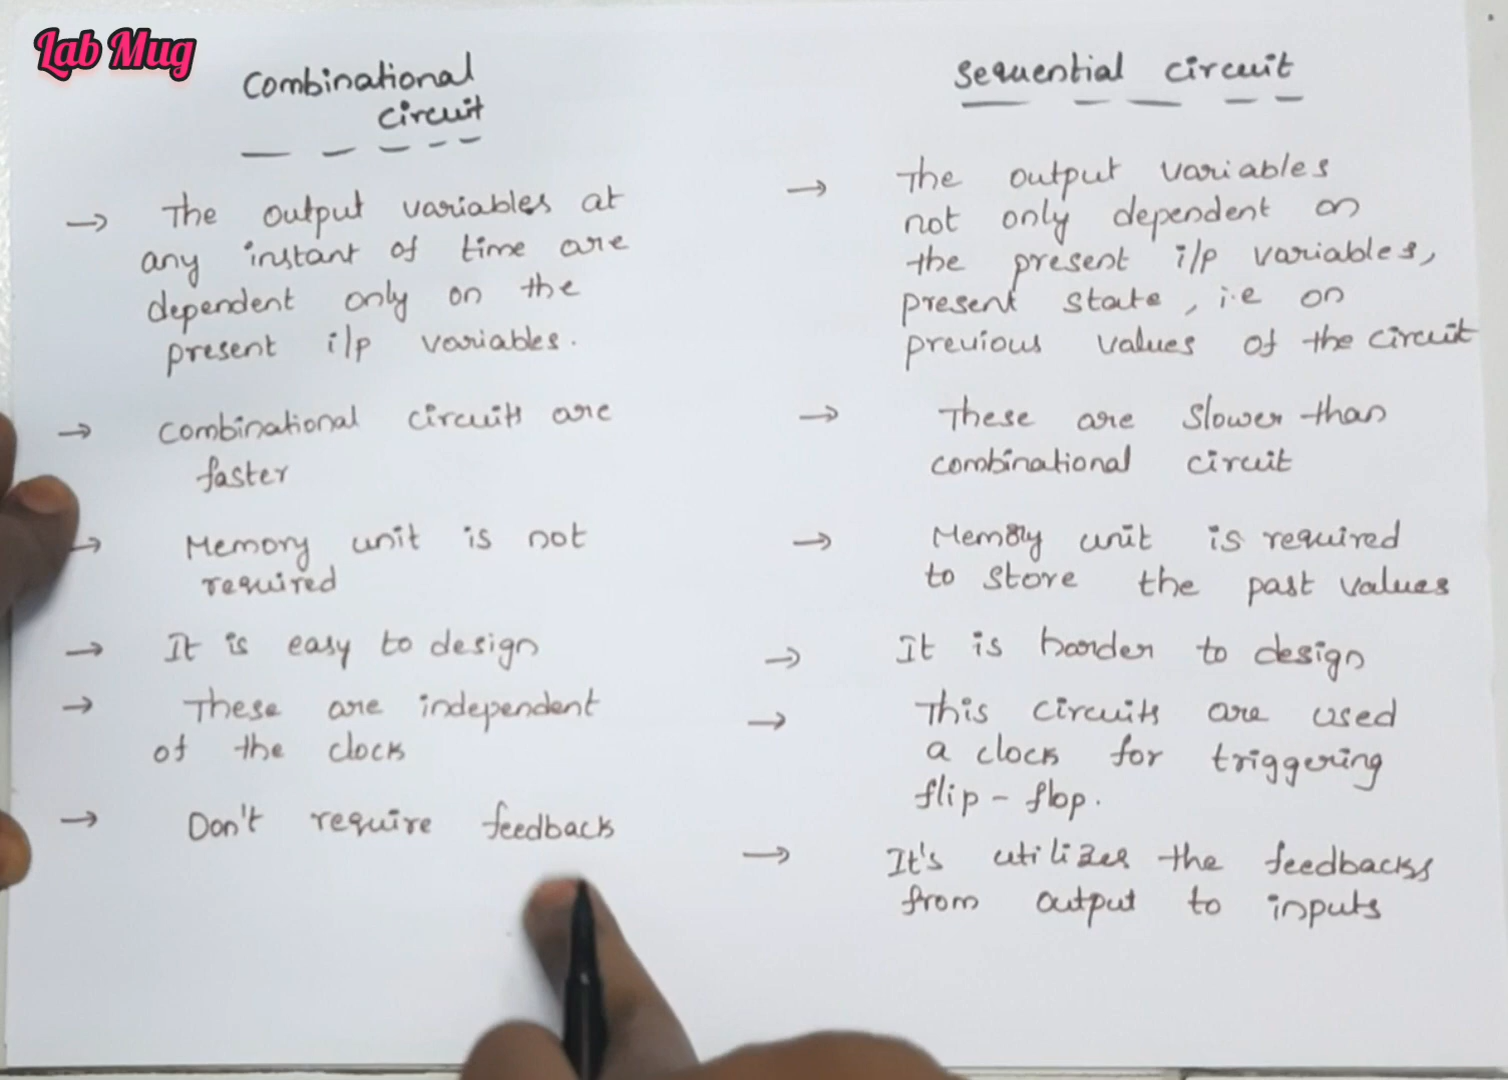 Lab Mug
Combinational
circuit
→ The output variables at
any instant of time are
dependent only on the
present i/p variables.
→ Combinational circuits are
faster
→ Memory unit is not
required
→ It is easy to design
→ These are independent
of the clock
→ Don't require feedback
Sequential circuit
→ The output variables
not only dependent on
the present i/p variables,
present state, i.e on
previous values of the circuit
→ These are slower than
combinational circuit
→ Memory unit is required
to store the past values
→ It is harder to design
→ This circuits are used
a clock for triggering
flip-flop.
→ It's utilizes the feedbacks
from output to inputs